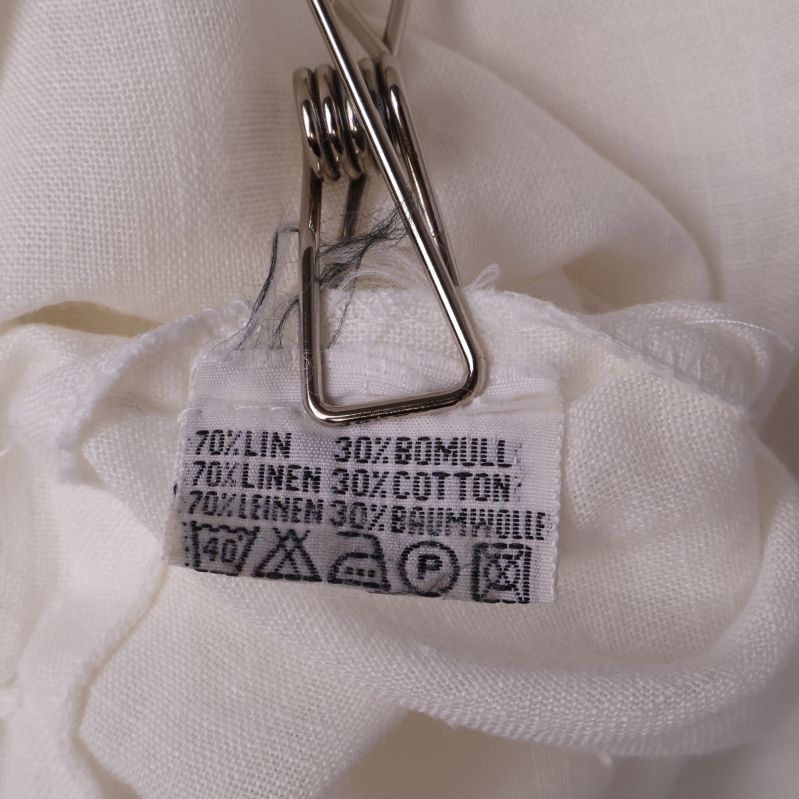 70%LIN 30%BOMULL
70%LINEN 30%COTTON
70%LEINEN 30%BAUMWOLLE
40 P